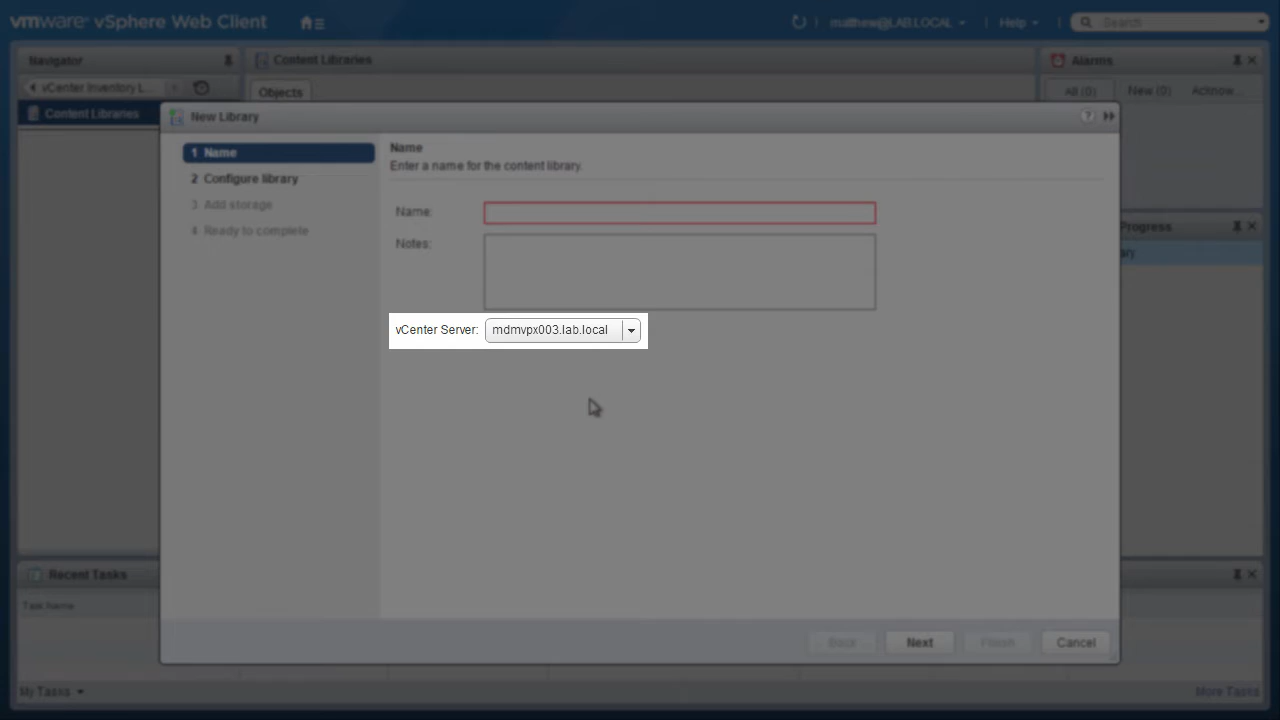 vmware® vSphere Web Client
matthew@LAB.LOCAL
Help
Search
Navigator
vCenter Inventory L...
Content Libraries
Content Libraries
Objects
Alarms
All (0)
New (0)
Acknow...
New Library
?
1 Name
2 Configure library
3 Add storage
4 Ready to complete
Name
Enter a name for the content library.
Name:
Notes:
vCenter Server:
mdmvpx003.lab.local
Progress
Back
Next
Finish
Cancel
Recent Tasks
Task Name
My Tasks
More Tasks